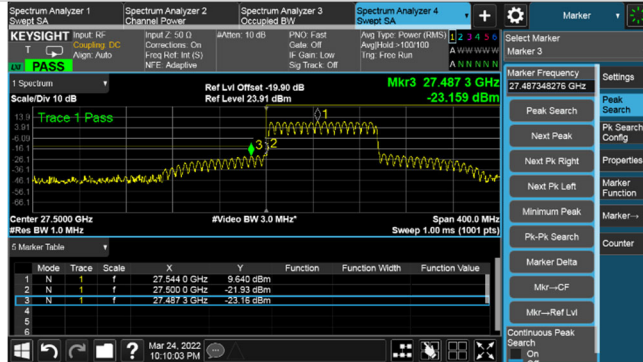 Spectrum Analyzer 1
Swept SA
Spectrum Analyzer 2
Channel Power
Spectrum Analyzer 3
Occupied BW
Spectrum Analyzer 4
Swept SA
+
Marker
KEYSIGHT
Input: RF
Coupling: DC
Align: Auto
Input Z: 50 Ω
Corrections: On
Freq Ref: Int (S)
NFE: Adaptive
#Atten: 10 dB
PNO: Fast
Gate: Off
IF Gain: Low
Sig Track: Off
Avg Type: Power (RMS)
Avg|Hold:>100/100
Trig: Free Run
1 2 3 4 5 6
A W W W W W
A N N N N N
T
PASS
Select Marker
Marker 3
1 Spectrum
Scale/Div 10 dB
Ref Lvl Offset -19.90 dB
Ref Level 23.91 dBm
Mkr3 27.487 3 GHz
-23.159 dBm
Trace 1 Pass
13.9
3.91
-6.09
-16.1
-26.1
-36.1
-46.1
-56.1
-66.1
1
3
2
Center 27.5000 GHz
#Res BW 1.0 MHz
#Video BW 3.0 MHz*
Span 400.0 MHz
Sweep 1.00 ms (1001 pts)
5 Marker Table
Mode Trace Scale X Y Function Function Width Function Value
1 N 1 f 27.544 0 GHz 9.640 dBm
2 N 1 f 27.500 0 GHz -21.93 dBm
3 N 1 f 27.487 3 GHz -23.16 dBm
4
5
6
Mar 24, 2022
10:10:03 PM
Marker Frequency
27.487348276 GHz
Peak Search
Next Peak
Next Pk Right
Next Pk Left
Minimum Peak
Pk-Pk Search
Marker Delta
Mkr→CF
Mkr→Ref Lvl
Continuous Peak
Search
On
Settings
Peak
Search
Pk Search
Config
Properties
Marker
Function
Marker→
Counter